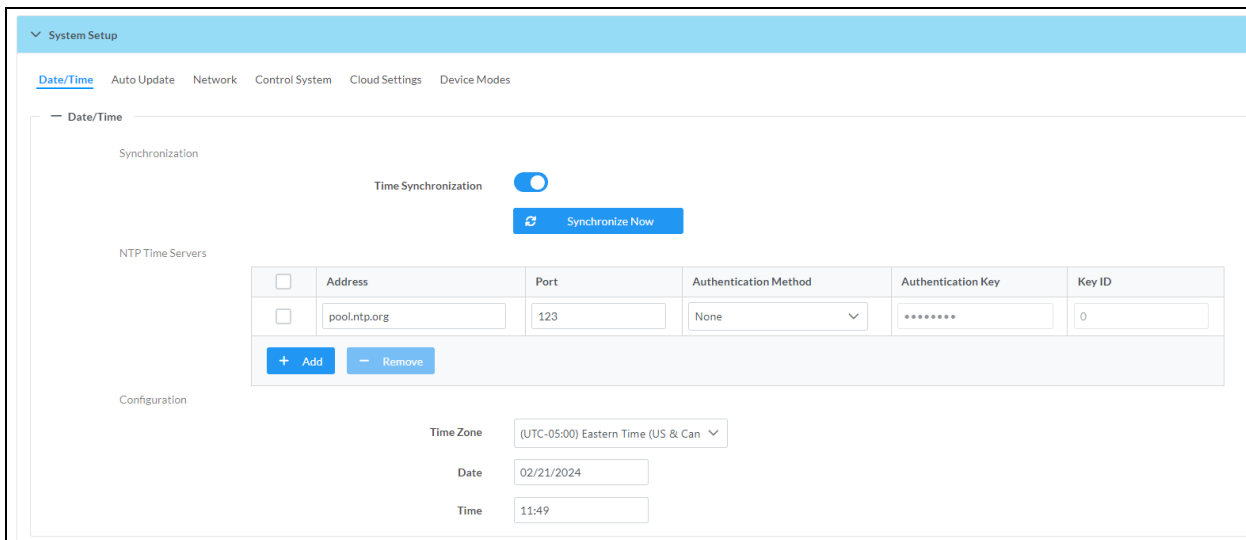 System Setup
Date/Time Auto Update Network Control System Cloud Settings Device Modes
Date/Time
Synchronization
Time Synchronization
Synchronize Now
NTP Time Servers
Address Port Authentication Method Authentication Key Key ID
pool.ntp.org 123 None •••••••• 0
+ Add − Remove
Configuration
Time Zone (UTC-05:00) Eastern Time (US & Can
Date 02/21/2024
Time 11:49